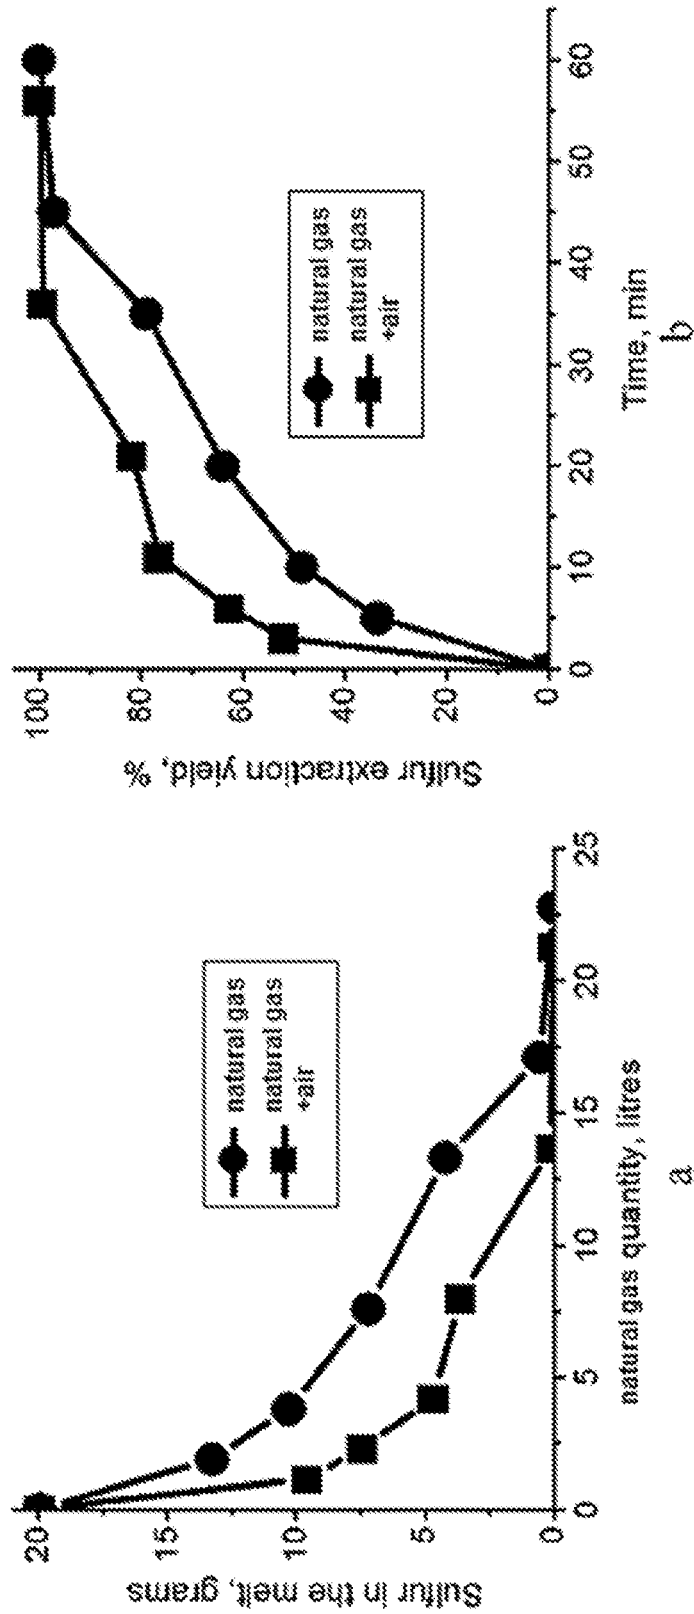 20
15
10
5
0
Sulfur in the melt, grams
natural gas
natural gas
+air
0
5
10
15
20
25
natural gas quantity, litres
a
100
80
60
40
20
0
Sulfur extraction yield, %
natural gas
natural gas
+air
0
10
20
30
40
50
60
Time, min
b